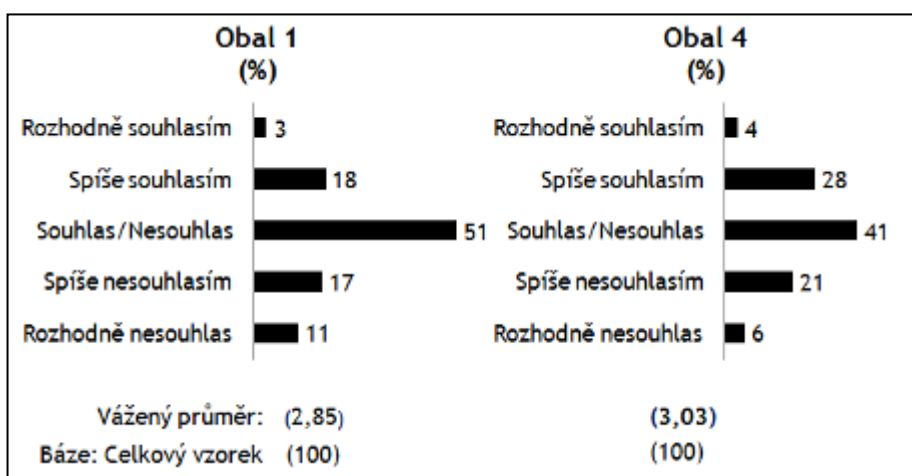 Obal 1
(%)
Rozhodně souhlasím 3
Spíše souhlasím 18
Souhlas/Nesouhlas 51
Spíše nesouhlasím 17
Rozhodně nesouhlas 11
Obal 4
(%)
Rozhodně souhlasím 4
Spíše souhlasím 28
Souhlas/Nesouhlas 41
Spíše nesouhlasím 21
Rozhodně nesouhlas 6
Vážený průměr: (2,85) (3,03)
Báze: Celkový vzorek (100) (100)